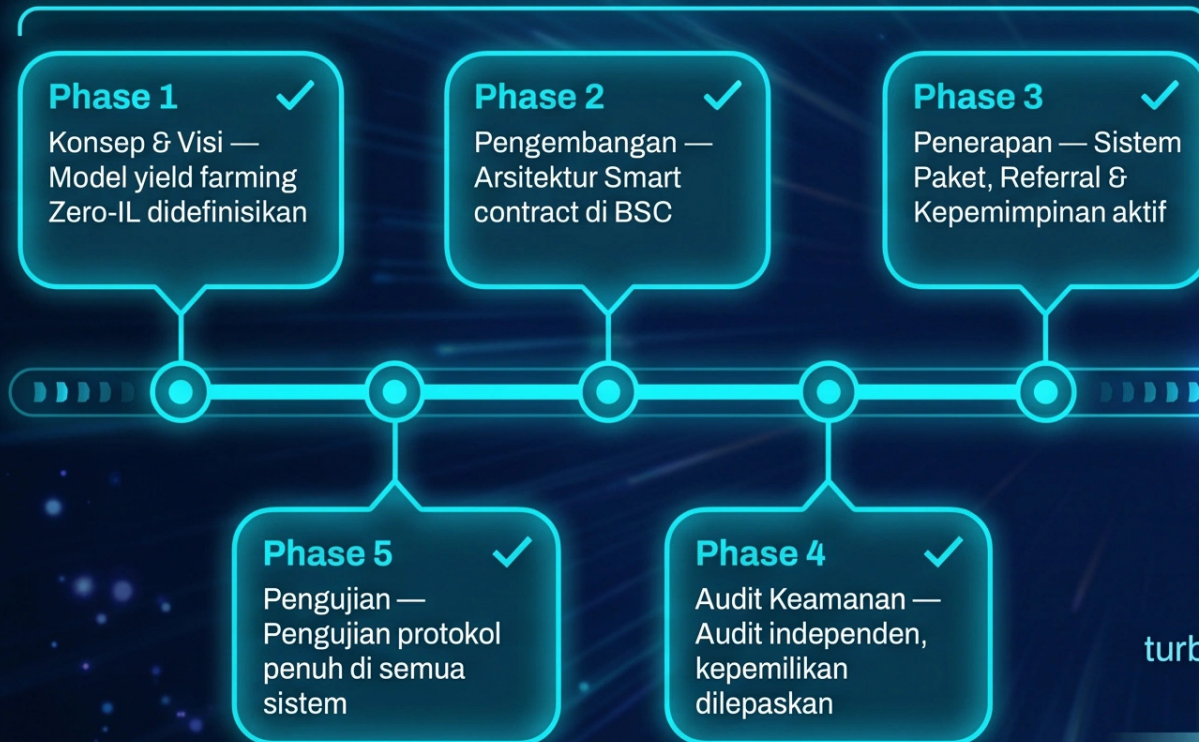 Phase 1
Konsep & Visi —
Model yield farming
Zero-IL didefinisikan
Phase 2
Pengembangan —
Arsitektur Smart
contract di BSC
Phase 3
Penerapan — Sistem
Paket, Referral &
Kepemimpinan aktif
Phase 5
Pengujian —
Pengujian protokol
penuh di semua
sistem
Phase 4
Audit Keamanan —
Audit independen,
kepemilikan
dilepaskan
turb